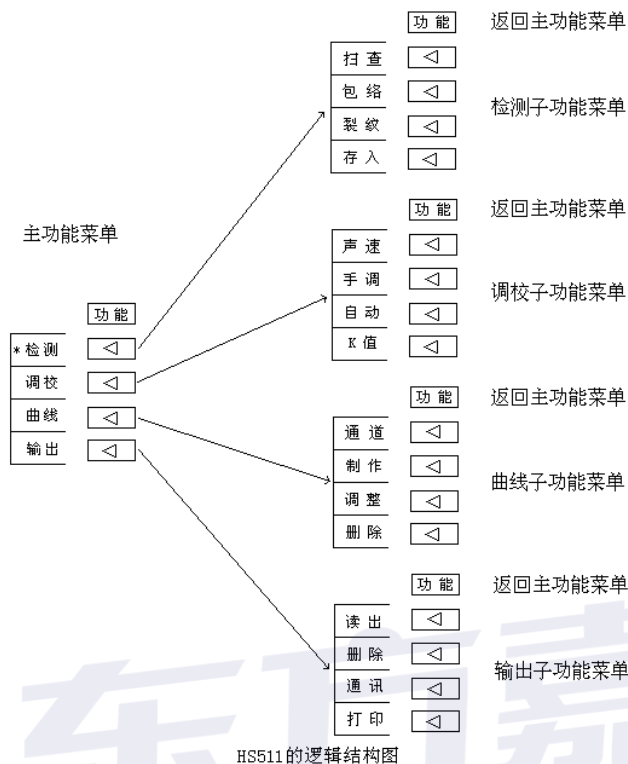 功 能 返回主功能菜单
扫 查
包 络
检测子功能菜单
裂 纹
存 入
功 能 返回主功能菜单
主功能菜单
声 速
手 调
调校子功能菜单
自 动
K 值
功 能
*检 测
调 校
曲 线
输 出
功 能 返回主功能菜单
通 道
制 作
曲线子功能菜单
调 整
删 除
功 能 返回主功能菜单
读 出
删 除
输出子功能菜单
通 讯
打 印
HS511的逻辑结构图